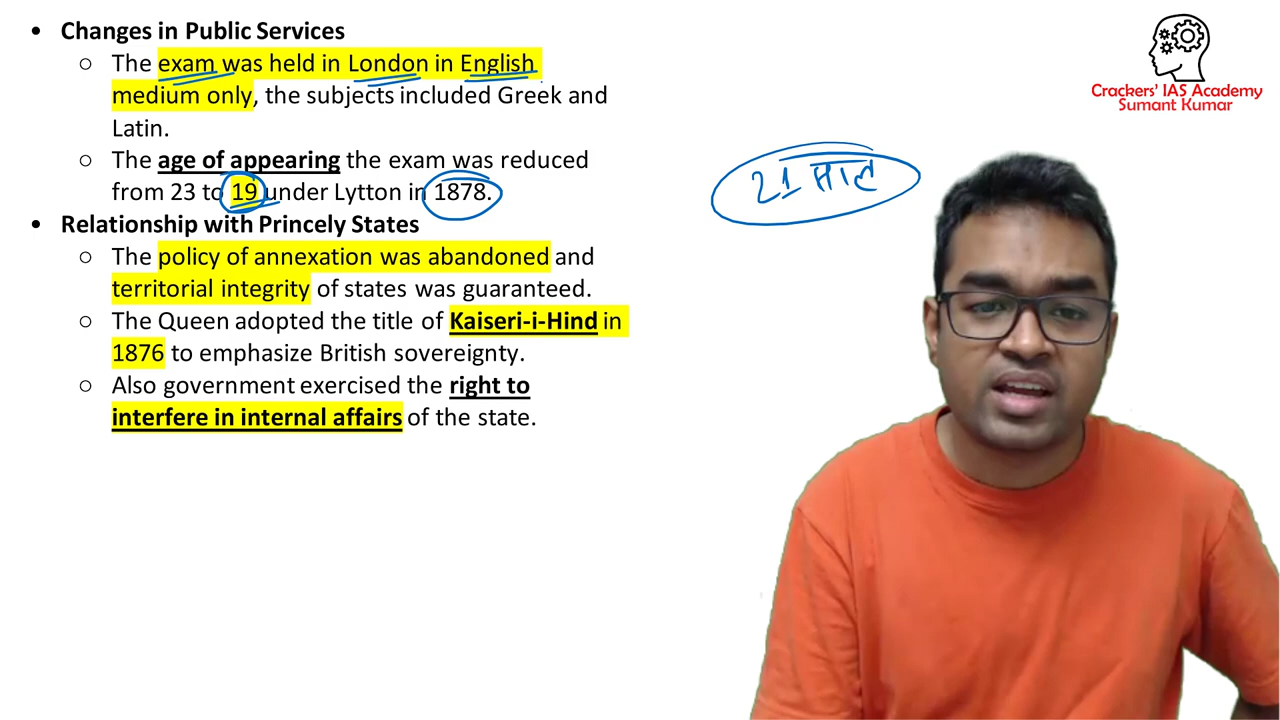 • Changes in Public Services
○ The exam was held in London in English
medium only, the subjects included Greek and
Latin.
○ The age of appearing the exam was reduced
from 23 to 19 under Lytton in 1878.
• Relationship with Princely States
○ The policy of annexation was abandoned and
territorial integrity of states was guaranteed.
○ The Queen adopted the title of Kaiseri-i-Hind in
1876 to emphasize British sovereignty.
○ Also government exercised the right to
interfere in internal affairs of the state.
21 साल
Crackers' IAS Academy
Sumant Kumar